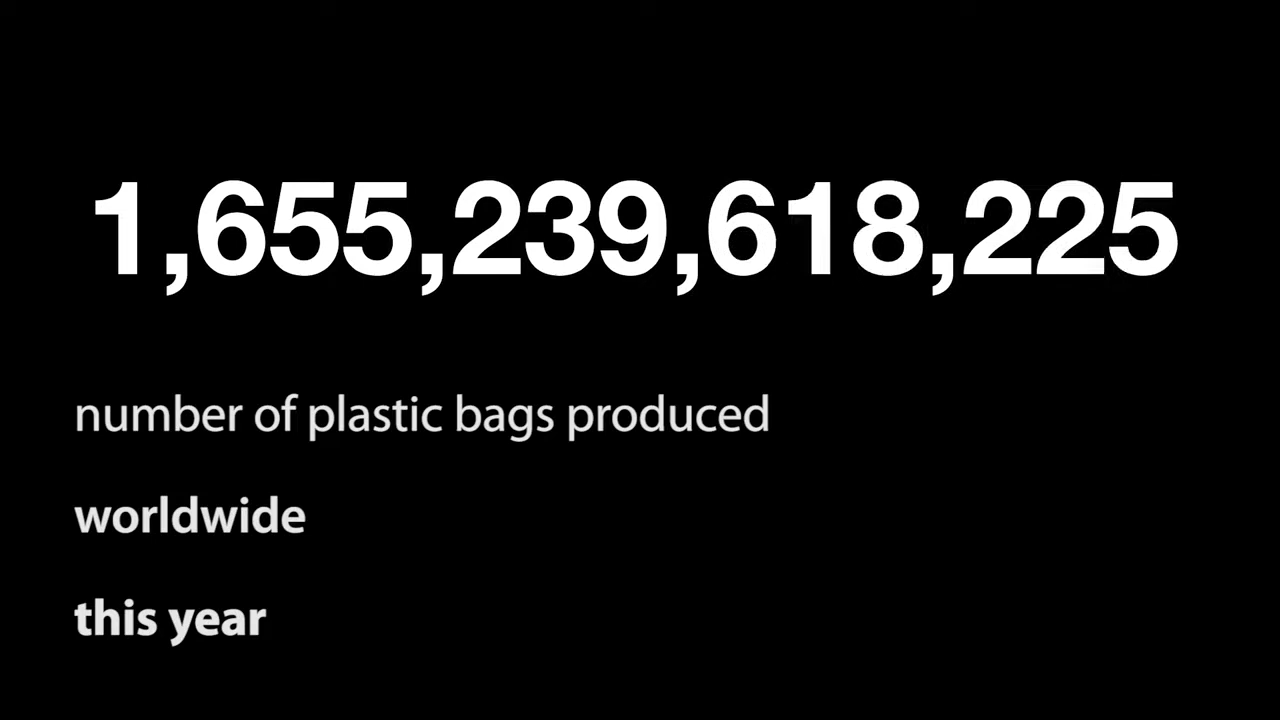 1,655,239,618,225
number of plastic bags produced
worldwide
this year